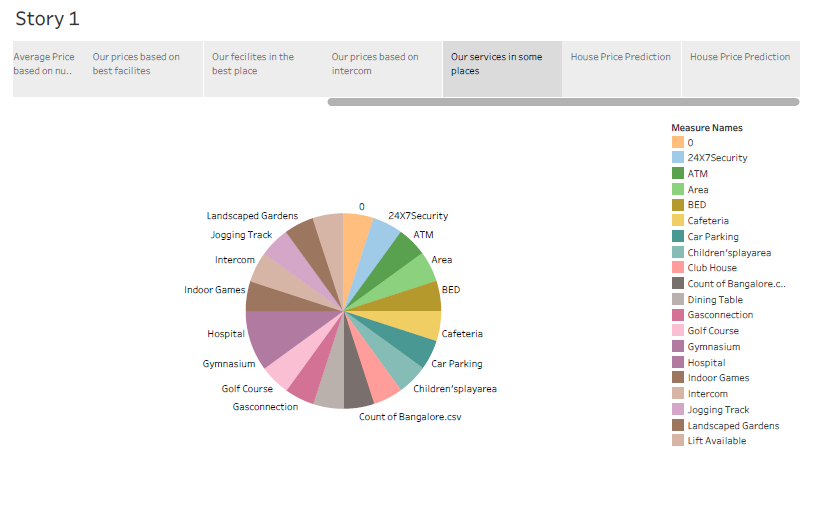 Story 1
Average Price
based on nu..
Our prices based on
best facilites
Our fecilites in the
best place
Our prices based on
intercom
Our services in some
places
House Price Prediction
House Price Prediction
Measure Names
0
24X7Security
ATM
Area
BED
Cafeteria
Car Parking
Children'splayarea
Club House
Count of Bangalore.c..
Dining Table
Gasconnection
Golf Course
Gymnasium
Hospital
Indoor Games
Intercom
Jogging Track
Landscaped Gardens
Lift Available
0
24X7Security
ATM
Area
BED
Cafeteria
Car Parking
Children'splayarea
Count of Bangalore.csv
Gasconnection
Golf Course
Gymnasium
Hospital
Indoor Games
Intercom
Jogging Track
Landscaped Gardens